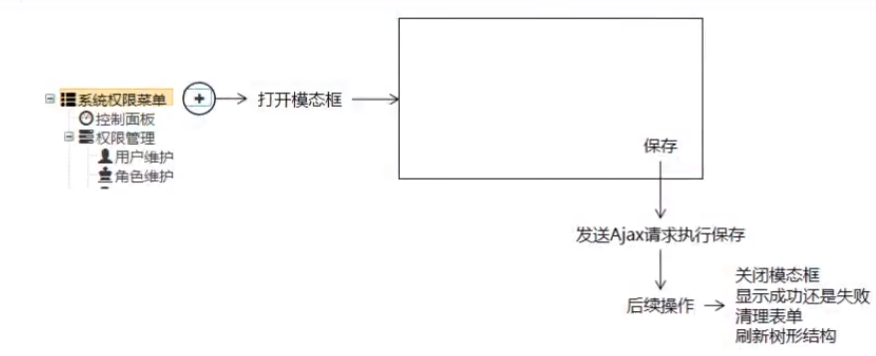 系统权限菜单
打开模态框
控制面板
权限管理
用户维护
角色维护
保存
发送Ajax请求执行保存
后续操作
关闭模态框
显示成功还是失败
清理表单
刷新树形结构